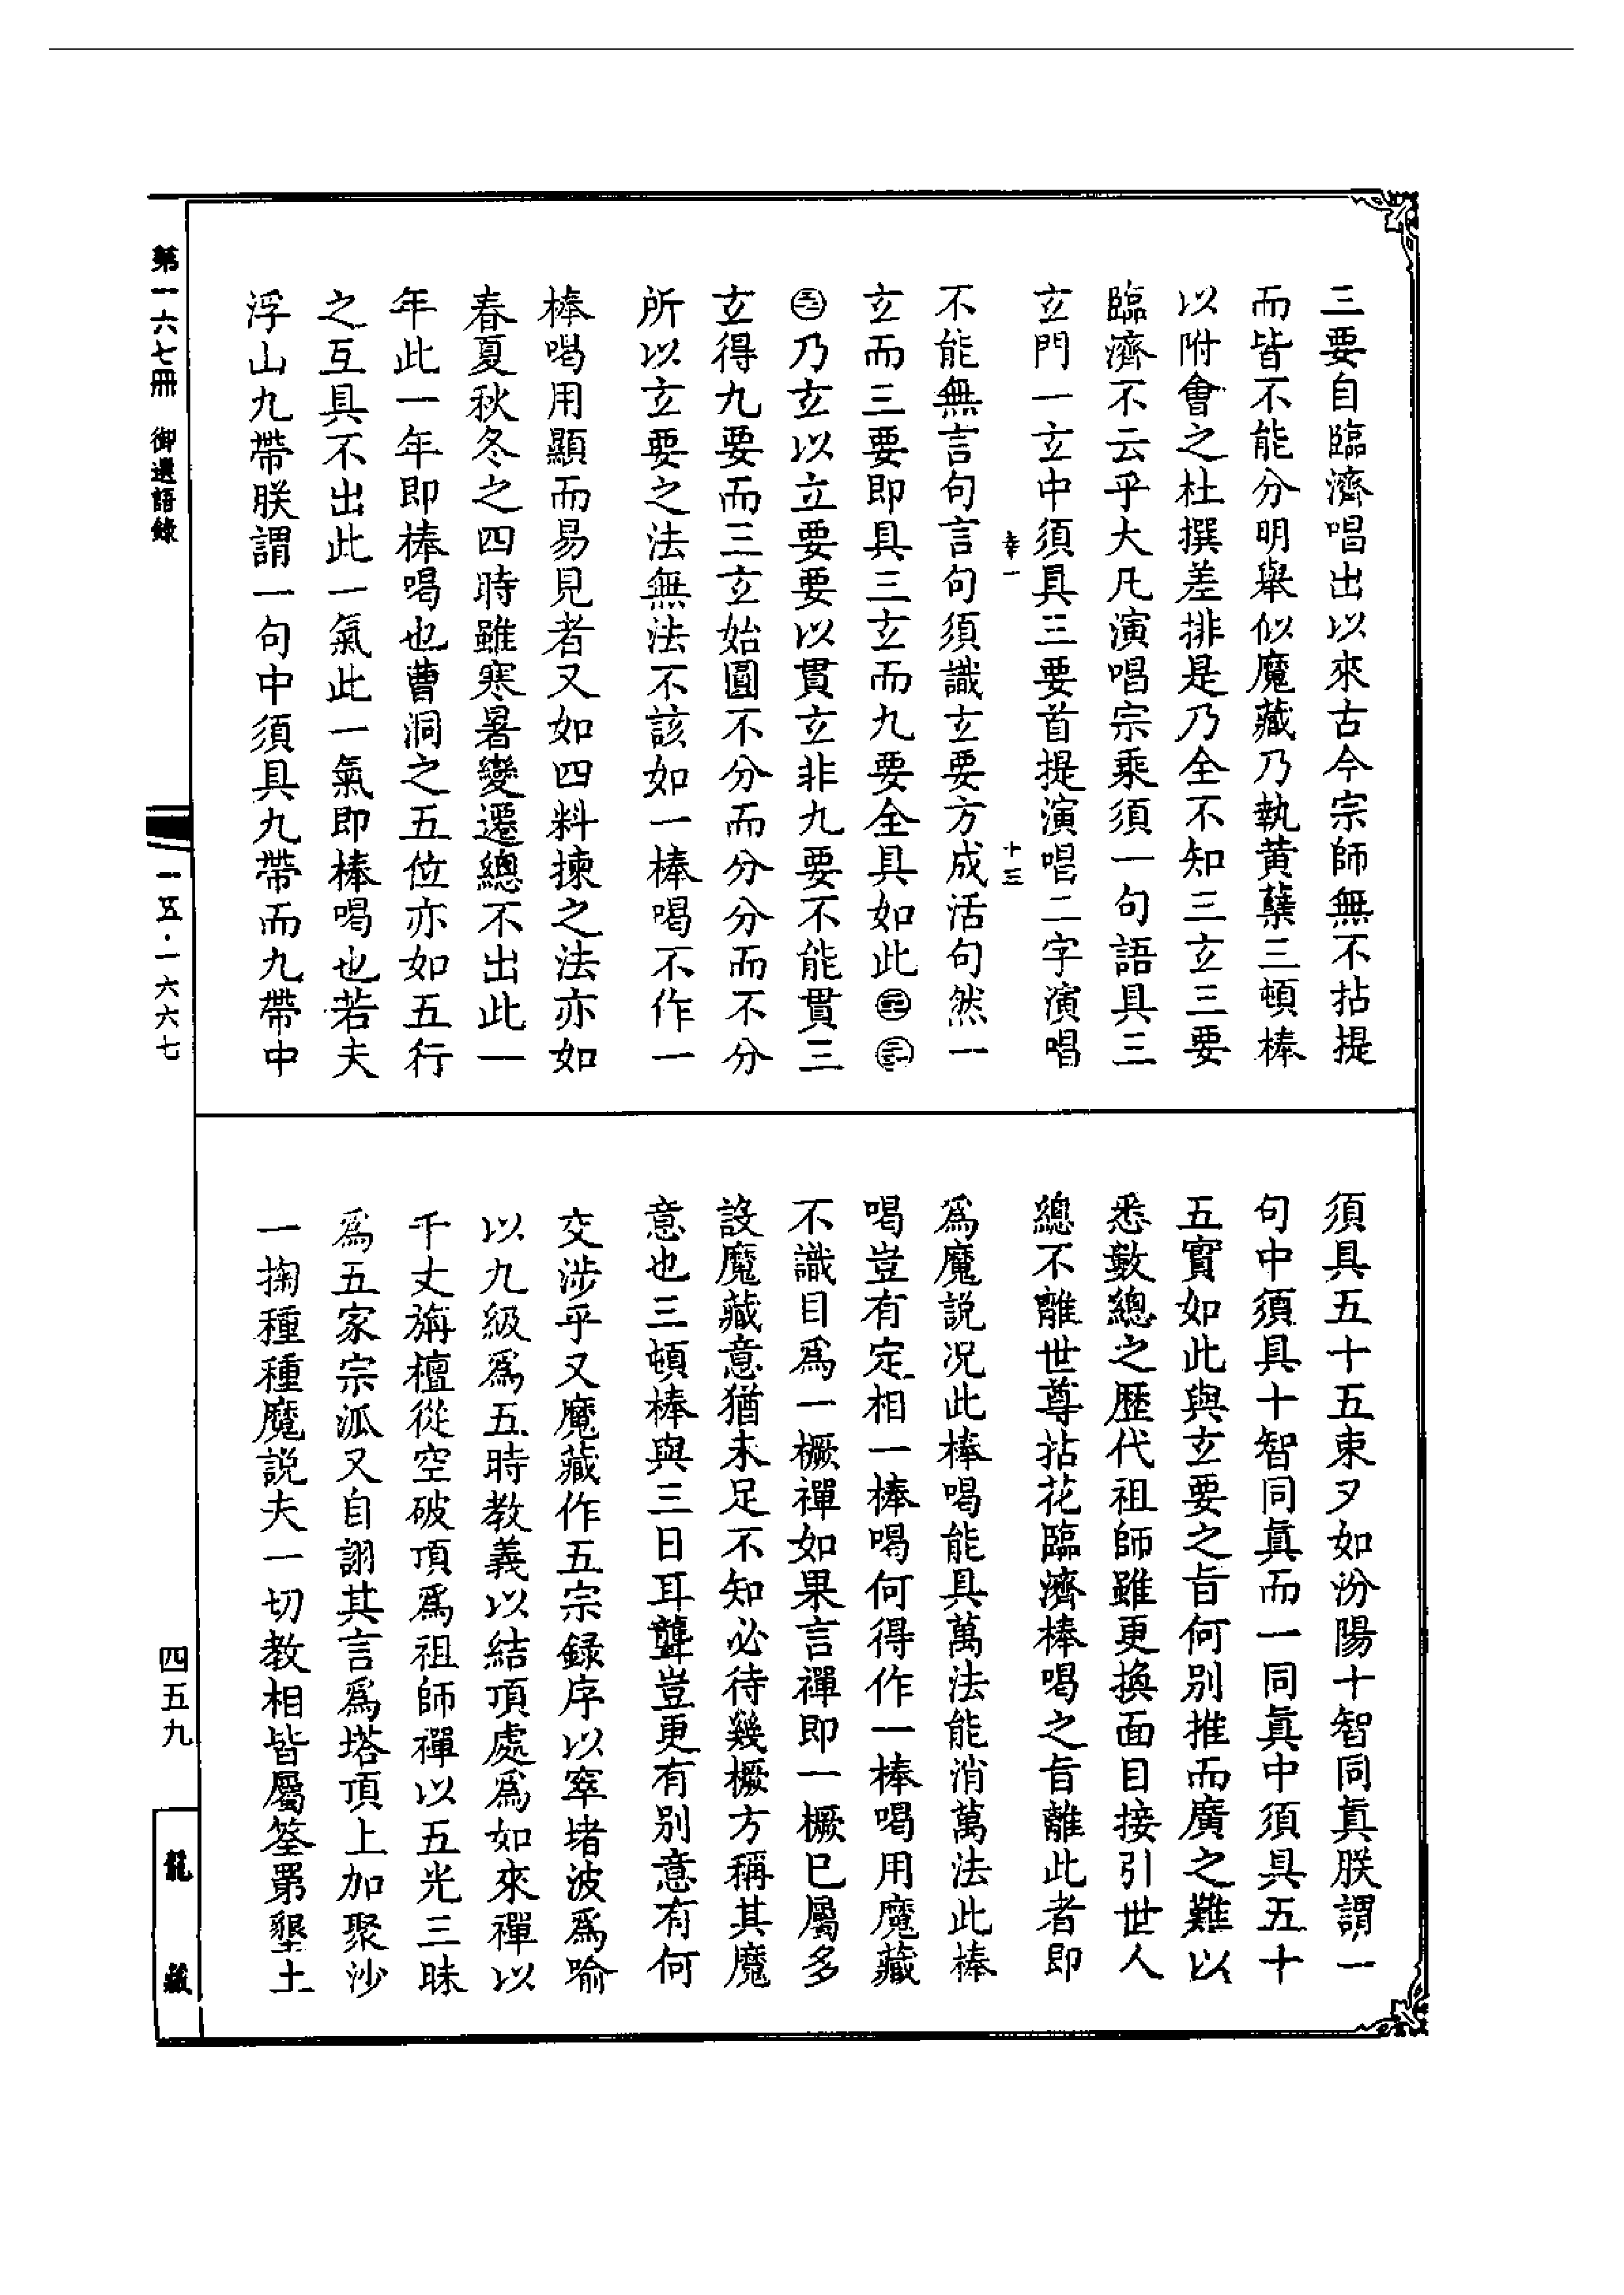 三要自臨濟唱出以來古今宗師無不拈提
而皆不能分明舉似魔藏乃執黃蘗三頓棒
以附會之杜撰差排是乃全不知三玄三要
臨濟不云乎大凡演唱宗乘須一句語具三
玄門一玄中須具三要首提演唱二字演唱
十三
不能無言句言句須識玄要方成活句然一
玄而三要即具三玄而九要全具如此
乃玄以立要要以貫玄非九要不能貫三
玄得九要而三玄始圓不分而分分而不分
所以玄要之法無法不該如一棒喝不作一
棒喝用顯而易見者又如四料揀之法亦如
春夏秋冬之四時雖寒暑變遷總不出此一
年此一年即棒喝也曹洞之五位亦如五行
之互具不出此一氣此一氣即棒喝也若夫
浮山九帶朕謂一句中須具九帶而九帶中
須具五十五束又如汾陽十智同真朕謂一
句中須具十智同真而一同真中須具五十
五實如此與玄要之旨何別推而廣之難以
悉數總之歷代祖師雖更換面目接引世人
總不離世尊拈花臨濟棒喝之旨離此者即
為魔說况此棒喝能具萬法能消萬法此棒
喝豈有定相一棒喝何得作一棒喝用魔藏
不識目為一橛禪如果言禪即一橛已屬多
設魔藏意猶未足不知必待幾橛方稱其魔
意也三頓棒與三日耳聾豈更有別意有何
交涉乎又魔藏作五宗錄序以窣堵波為喻
以九級為五時教義以結頂處為如來禪以
千丈旃檀從空破頂為祖師禪以五光三昧
為五家宗泒又自詡其言為塔頂上加聚沙
一掬種種魔說夫一切教相皆屬筌罤墾土
第一六七冊 御選語錄
一五·一六六七
四五九
龍藏